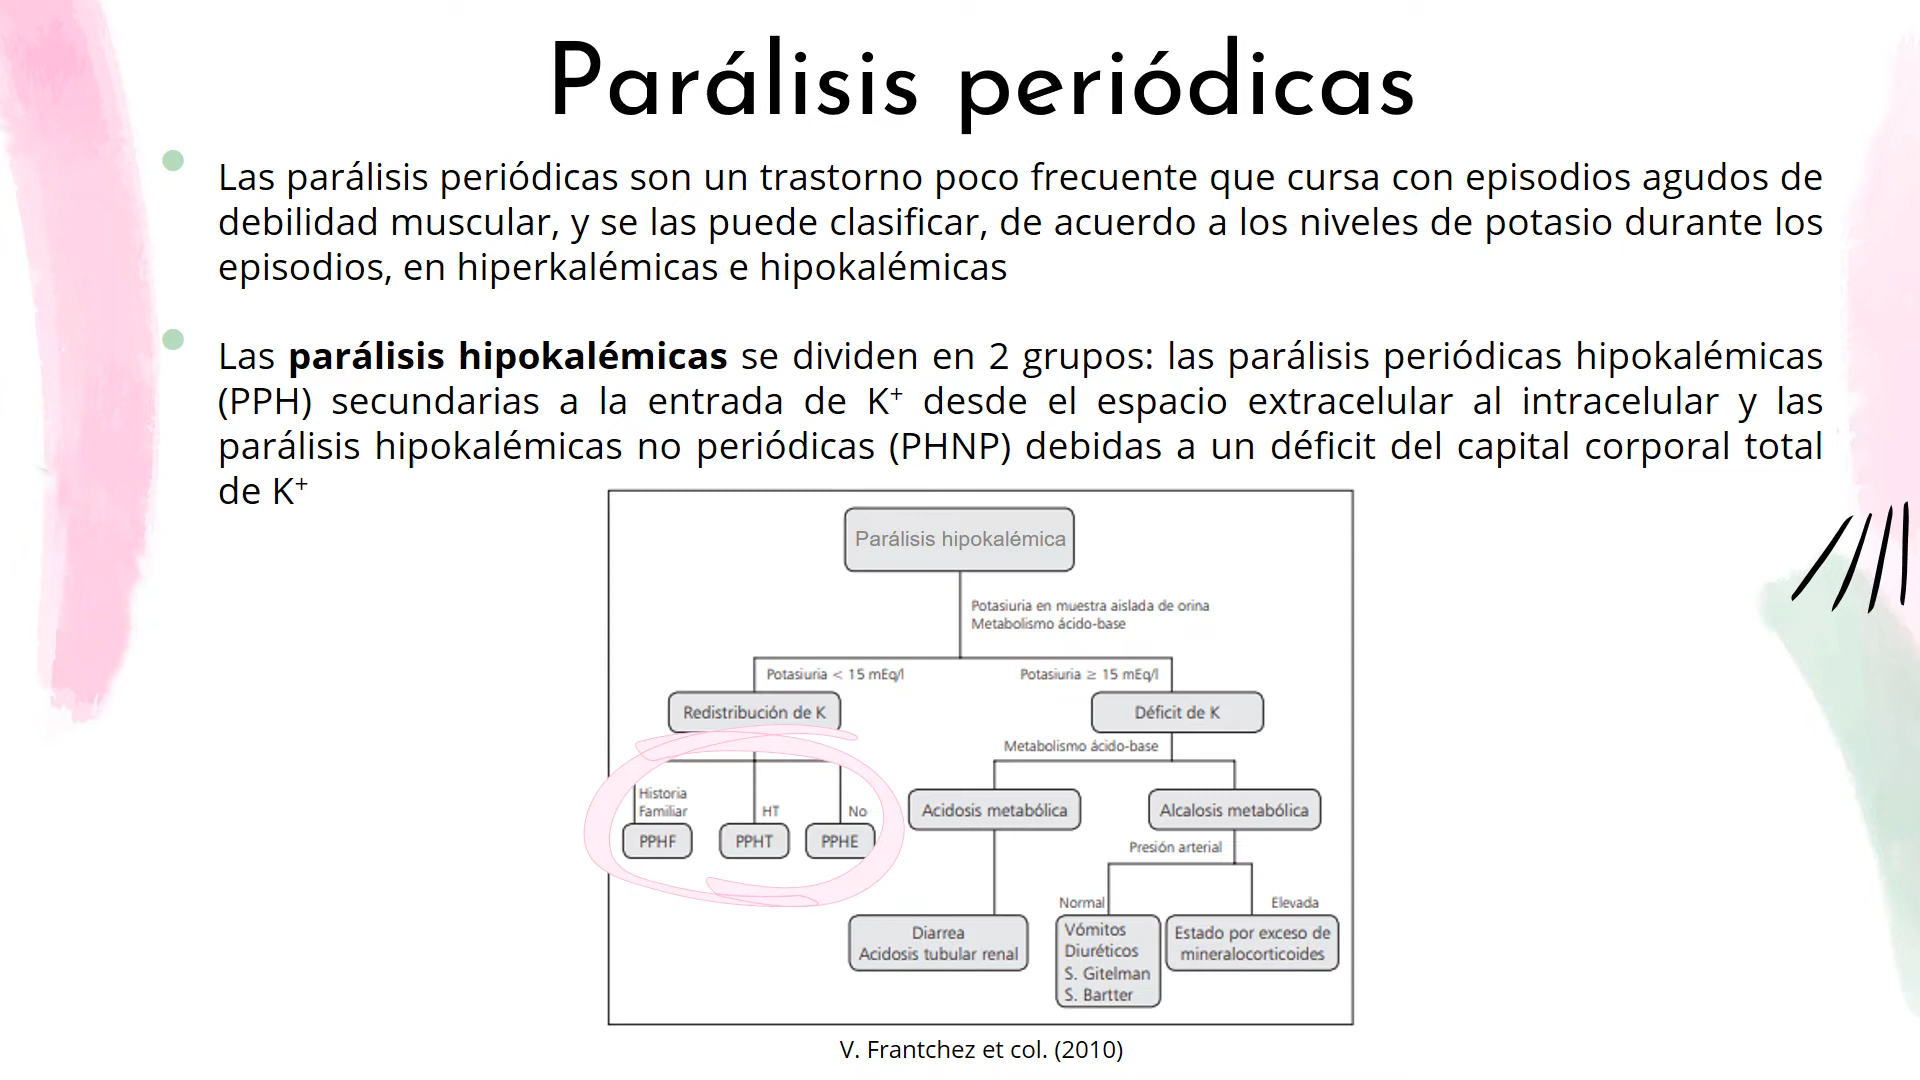 Parálisis periódicas
Las parálisis periódicas son un trastorno poco frecuente que cursa con episodios agudos de
debilidad muscular, y se las puede clasificar, de acuerdo a los niveles de potasio durante los
episodios, en hiperkalémicas e hipokalémicas
Las parálisis hipokalémicas se dividen en 2 grupos: las parálisis periódicas hipokalémicas
(PPH) secundarias a la entrada de K⁺ desde el espacio extracelular al intracelular y las
parálisis hipokalémicas no periódicas (PHNP) debidas a un déficit del capital corporal total
de K⁺
Parálisis hipokalémica
Potasiuria en muestra aislada de orina
Metabolismo ácido-base
Potasiuria < 15 mEq/l
Potasiuria ≥ 15 mEq/l
Redistribución de K
Déficit de K
Metabolismo ácido-base
Historia
Familiar
HT
No
PPHF
PPHT
PPHE
Acidosis metabólica
Alcalosis metabólica
Presión arterial
Normal
Elevada
Diarrea
Acidosis tubular renal
Vómitos
Diuréticos
S. Gitelman
S. Bartter
Estado por exceso de
mineralocorticoides
V. Frantchez et col. (2010)